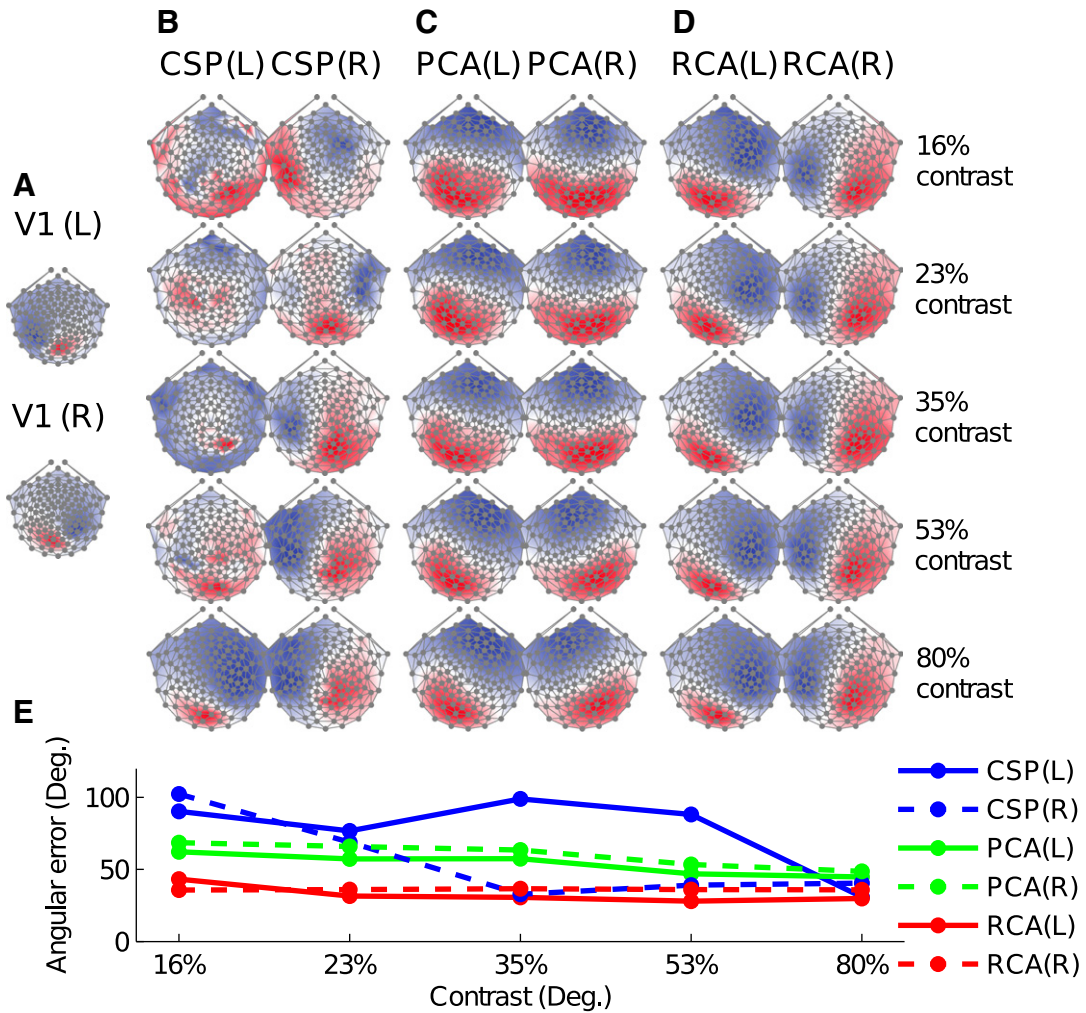 B
C
D
CSP(L) CSP(R)
PCA(L) PCA(R)
RCA(L) RCA(R)
16%
contrast
A
V1 (L)
23%
contrast
35%
contrast
V1 (R)
53%
contrast
80%
contrast
E
Angular error (Deg.)
100
50
0
16%
23%
35%
53%
80%
Contrast (Deg.)
CSP(L)
CSP(R)
PCA(L)
PCA(R)
RCA(L)
RCA(R)